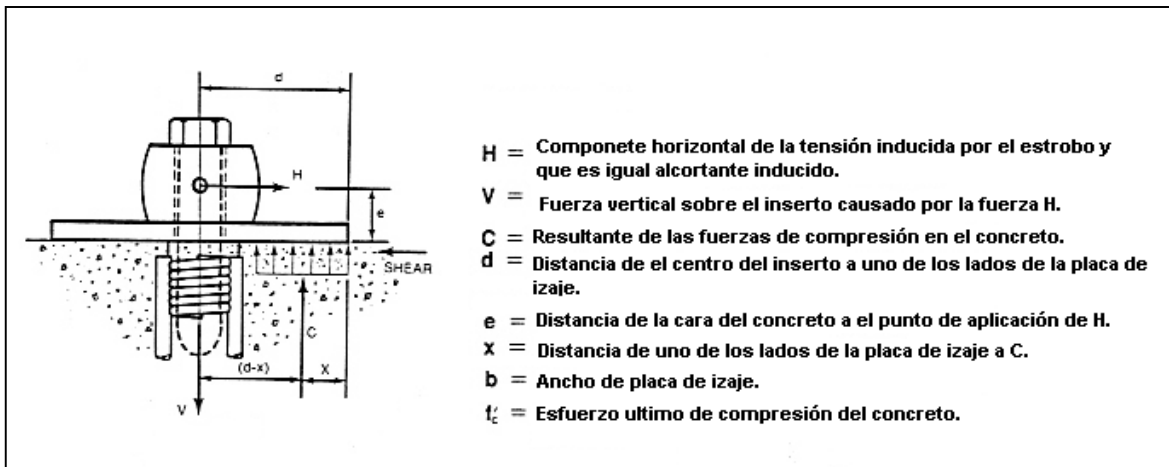 d
H
e
SHEAR
C
(d-x)
X
V
H = Componete horizontal de la tensión inducida por el estrobo y
que es igual alcortante inducido.
V = Fuerza vertical sobre el inserto causado por la fuerza H.
C = Resultante de las fuerzas de compresión en el concreto.
d = Distancia de el centro del inserto a uno de los lados de la placa de
izaje.
e = Distancia de la cara del concreto a el punto de aplicación de H.
x = Distancia de uno de los lados de la placa de izaje a C.
b = Ancho de placa de izaje.
f'c = Esfuerzo ultimo de compresión del concreto.